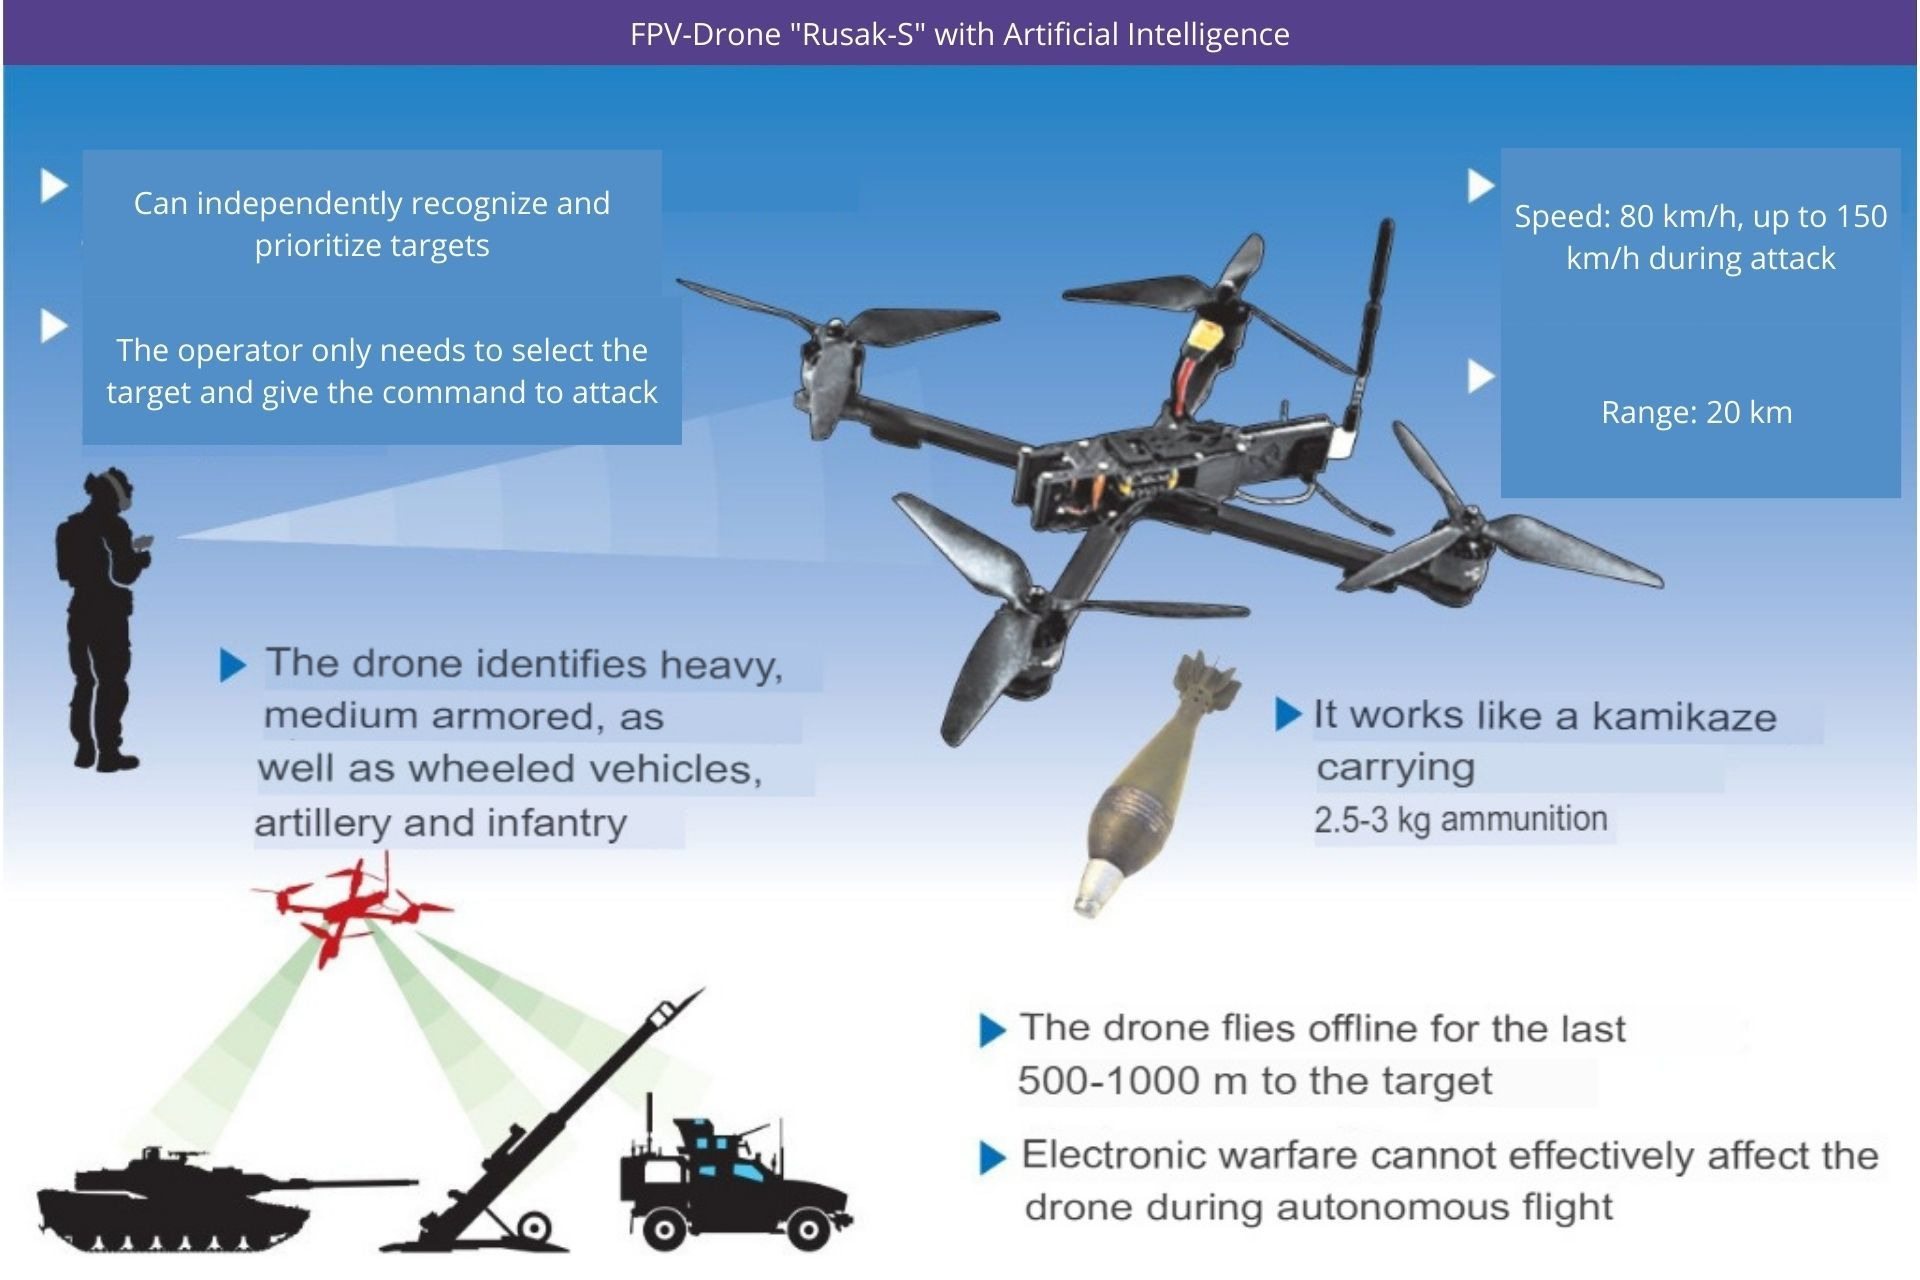 FPV-Drone "Rusak-S" with Artificial Intelligence
Can independently recognize and
prioritize targets
The operator only needs to select the
target and give the command to attack
Speed: 80 km/h, up to 150
km/h during attack
Range: 20 km
The drone identifies heavy,
medium armored, as
well as wheeled vehicles,
artillery and infantry
It works like a kamikaze
carrying
2.5-3 kg ammunition
The drone flies offline for the last
500-1000 m to the target
Electronic warfare cannot effectively affect the
drone during autonomous flight